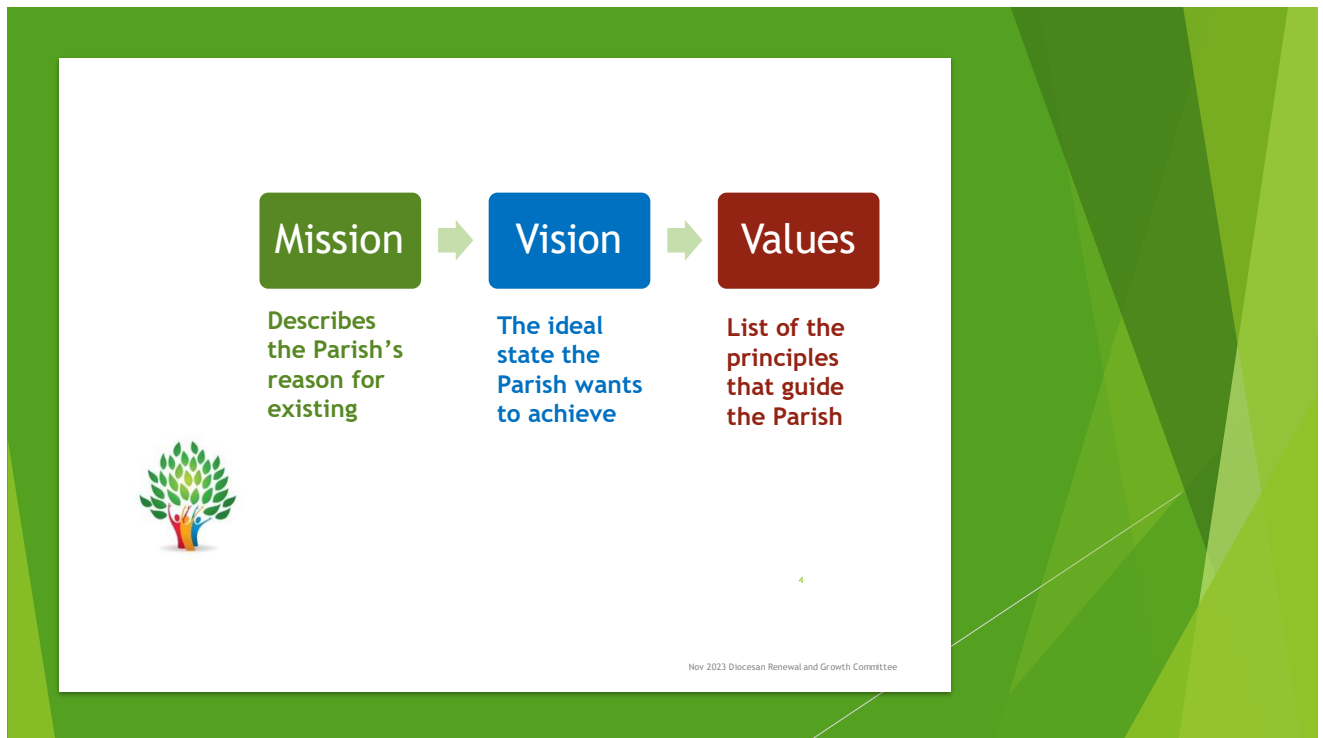 Mission
Vision
Values
Describes
the Parish’s
reason for
existing
The ideal
state the
Parish wants
to achieve
List of the
principles
that guide
the Parish
4
Nov 2023 Diocesan Renewal and Growth Committee